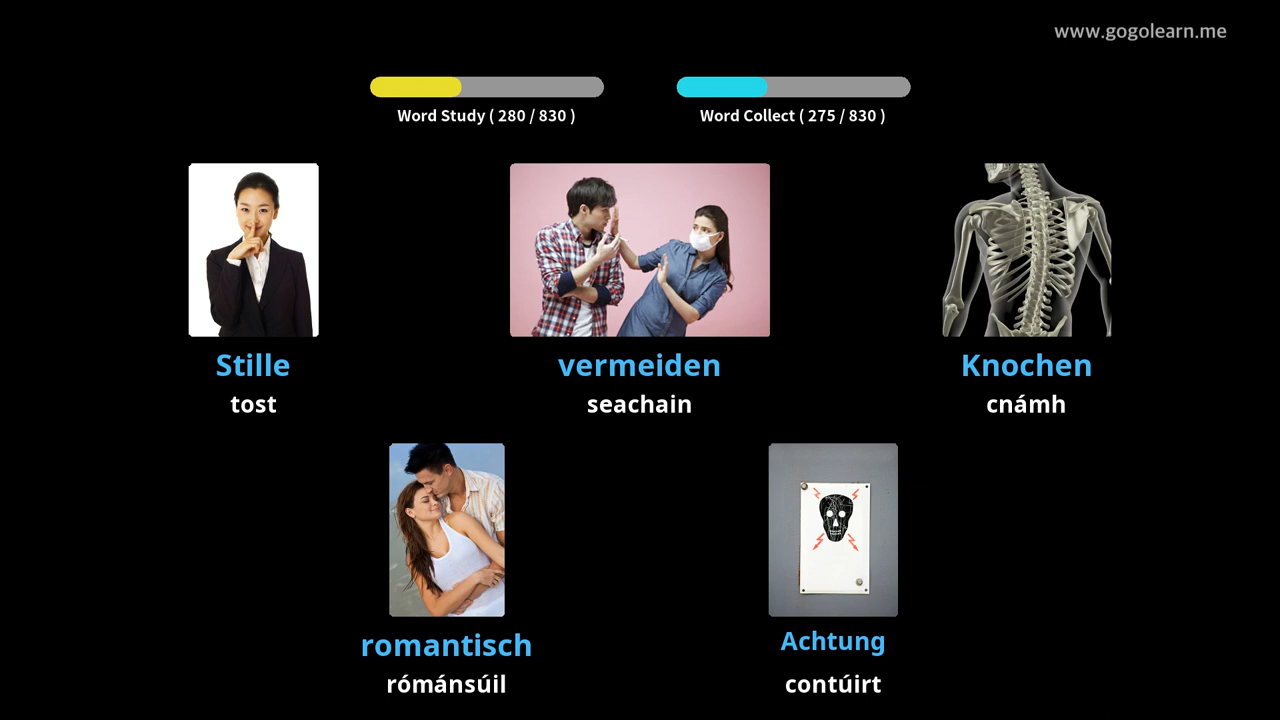 www.gogolearn.me
Word Study ( 280 / 830 )
Word Collect ( 275 / 830 )
Stille
tost
vermeiden
seachain
Knochen
cnámh
romantisch
rómánsúil
Achtung
contúirt